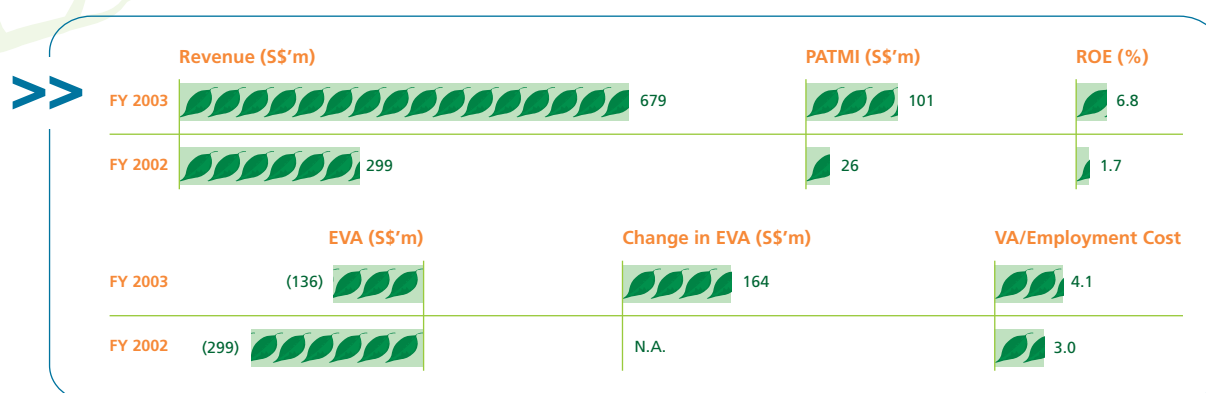 Revenue (S$'m) PATMI (S$'m) ROE (%)
>> FY 2003 679 101 6.8
FY 2002 299 26 1.7
EVA (S$'m) Change in EVA (S$'m) VA/Employment Cost
FY 2003 (136) 164 4.1
FY 2002 (299) N.A. 3.0